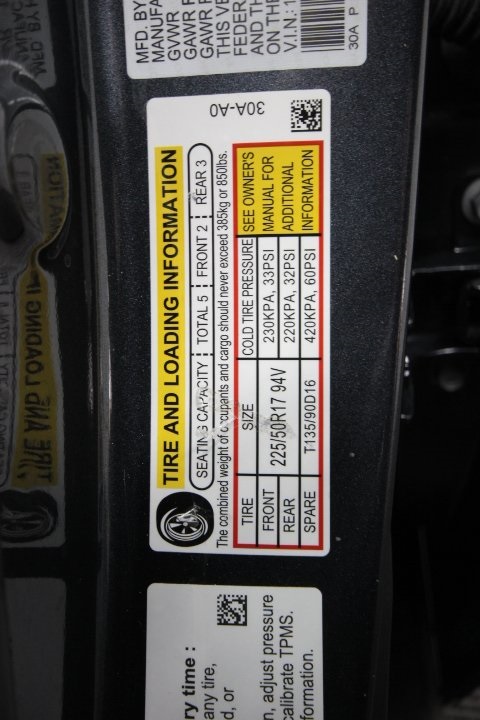 MFD. BY
MANUFA
GVWR
GAWR F
GAWR F
THIS VE
FEDER
AND TH
ON THE
V.I.N.: 1
30A P
30A-A0
TIRE AND LOADING INFORMATION
SEATING CAPACITY TOTAL 5 FRONT 2 REAR 3
The combined weight of occupants and cargo should never exceed 385kg or 850lbs.
TIRE SIZE COLD TIRE PRESSURE SEE OWNER'S
FRONT 225/50R17 94V 230KPA, 33PSI MANUAL FOR
REAR 220KPA, 32PSI ADDITIONAL
SPARE T135/90D16 420KPA, 60PSI INFORMATION
ry time :
any tire,
d, or
n, adjust pressure
calibrate TPMS.
formation.